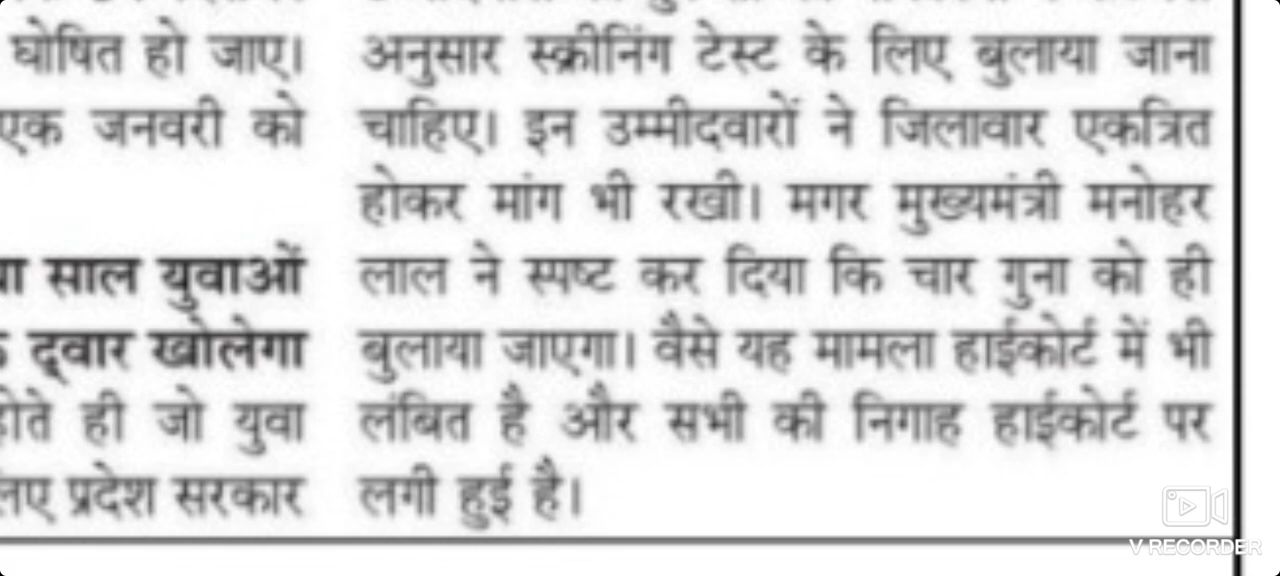 घोषित हो जाए।
एक जनवरी को
साल युवाओं
द्वार खोलेगा
होते ही जो युवा
प्रदेश सरकार
अनुसार स्क्रीनिंग टेस्ट के लिए बुलाया जाना
चाहिए। इन उम्मीदवारों ने जिलावार एकत्रित
होकर मांग भी रखी। मगर मुख्यमंत्री मनोहर
लाल ने स्पष्ट कर दिया कि चार गुना को ही
बुलाया जाएगा। वैसे यह मामला हाईकोर्ट में भी
लंबित है और सभी की निगाह हाईकोर्ट पर
लगी हुई है।
V RECORDER